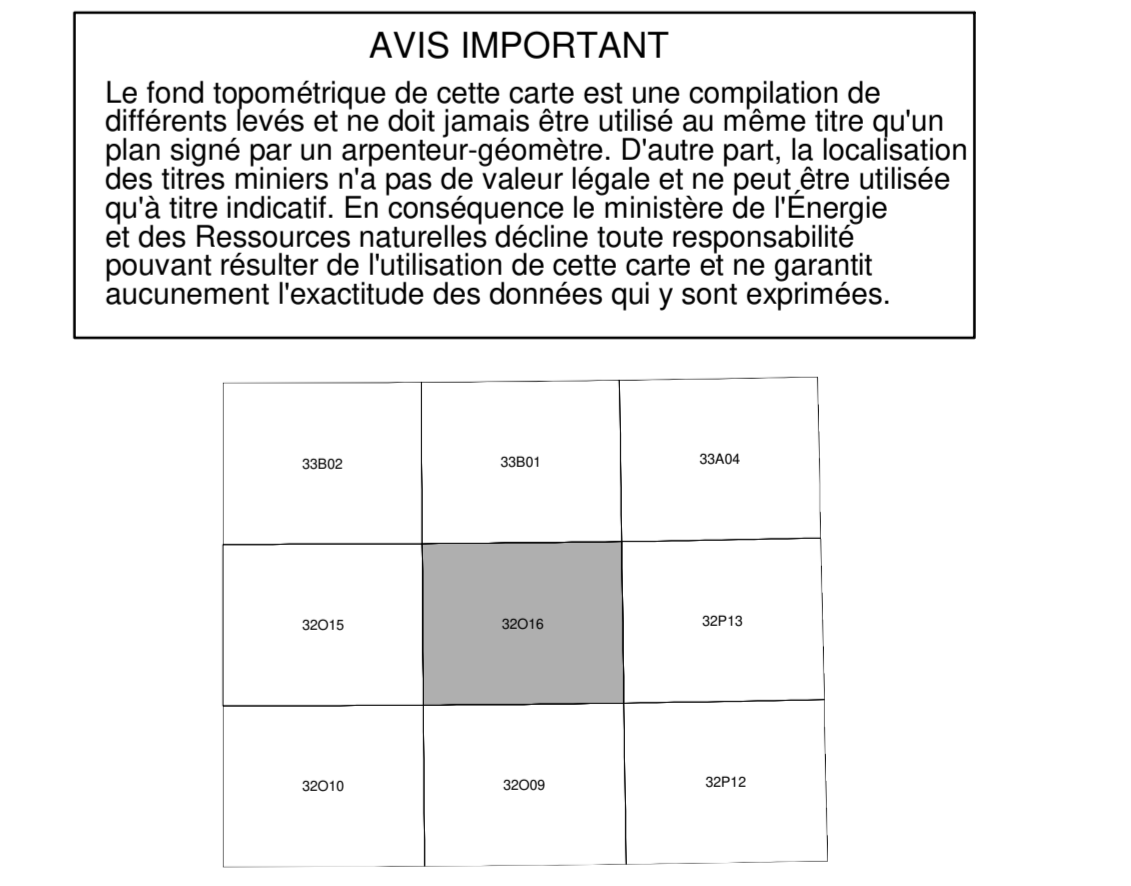 AVIS IMPORTANT
Le fond topométrique de cette carte est une compilation de
différents levés et ne doit jamais être utilisé au même titre qu'un
plan signé par un arpenteur-géomètre. D'autre part, la localisation
des titres miniers n'a pas de valeur légale et ne peut être utilisée
qu'à titre indicatif. En conséquence le ministère de l'Énergie
et des Ressources naturelles décline toute responsabilité
pouvant résulter de l'utilisation de cette carte et ne garantit
aucunement l'exactitude des données qui y sont exprimées.
33B02 33B01 33A04
32O15 32O16 32P13
32O10 32O09 32P12